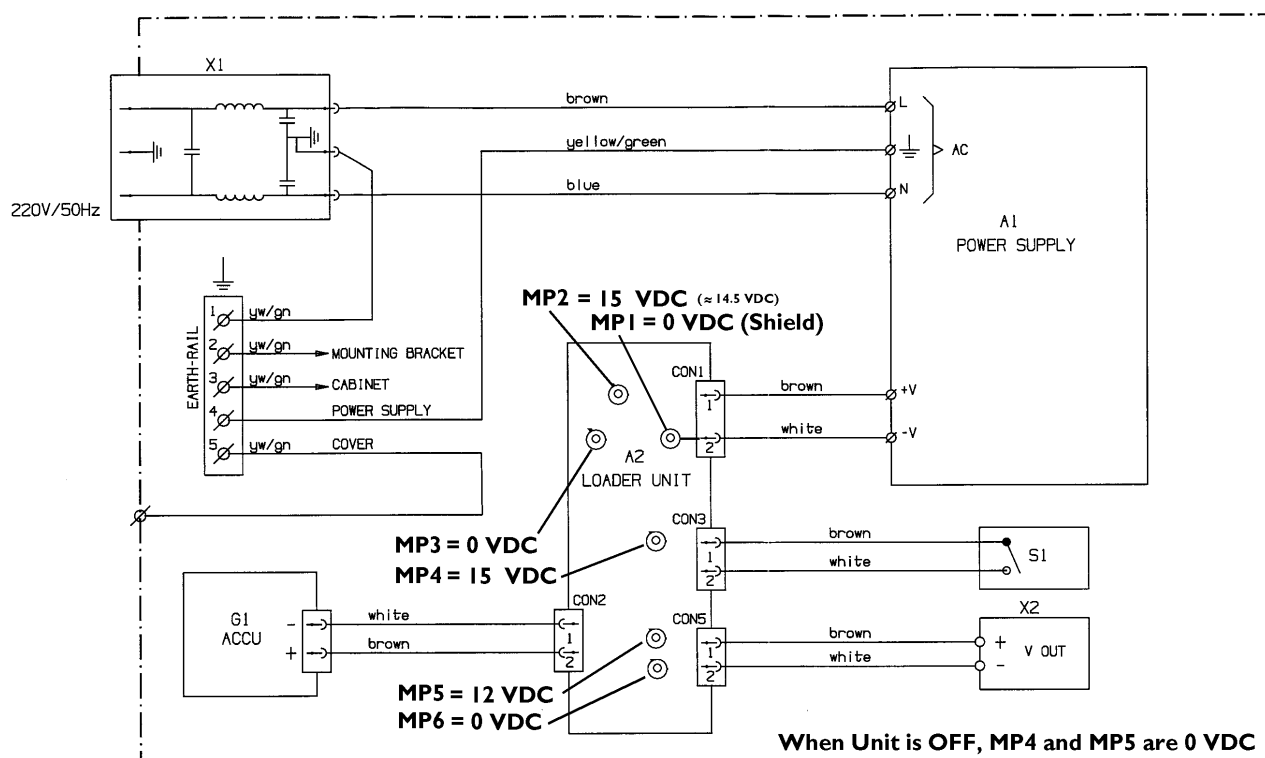 X1
220V/50Hz
brown
yellow/green
blue
L
N
AC
A1
POWER SUPPLY
EARTH-RAIL
1 yw/gn
2 yw/gn MOUNTING BRACKET
3 yw/gn CABINET
4 POWER SUPPLY
5 yw/gn COVER
MP2 = 15 VDC (≈ 14.5 VDC)
MP1 = 0 VDC (Shield)
CON1
1
2
brown
white
+V
-V
A2
LOADER UNIT
MP3 = 0 VDC
MP4 = 15 VDC
CON3
1
2
brown
white
S1
G1
ACCU
-
+
white
brown
CON2
1
2
CON5
1
2
brown
white
X2
+
-
V OUT
MP5 = 12 VDC
MP6 = 0 VDC
When Unit is OFF, MP4 and MP5 are 0 VDC